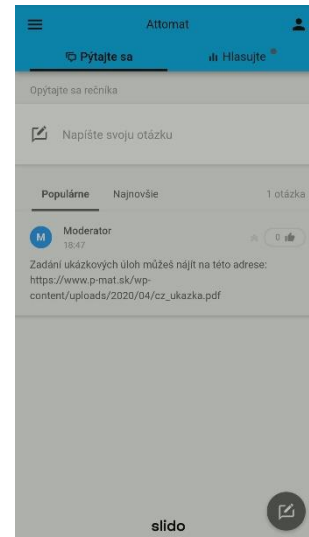 Attomat
Pýtajte sa
Hlasujte
Opýtajte sa rečníka
Napíšte svoju otázku
Populárne Najnovšie 1 otázka
M Moderator
18:47
0
Zadání ukázkových úloh můžeš nájít na této adrese:
https://www.p-mat.sk/wp-
content/uploads/2020/04/cz_ukazka.pdf
slido